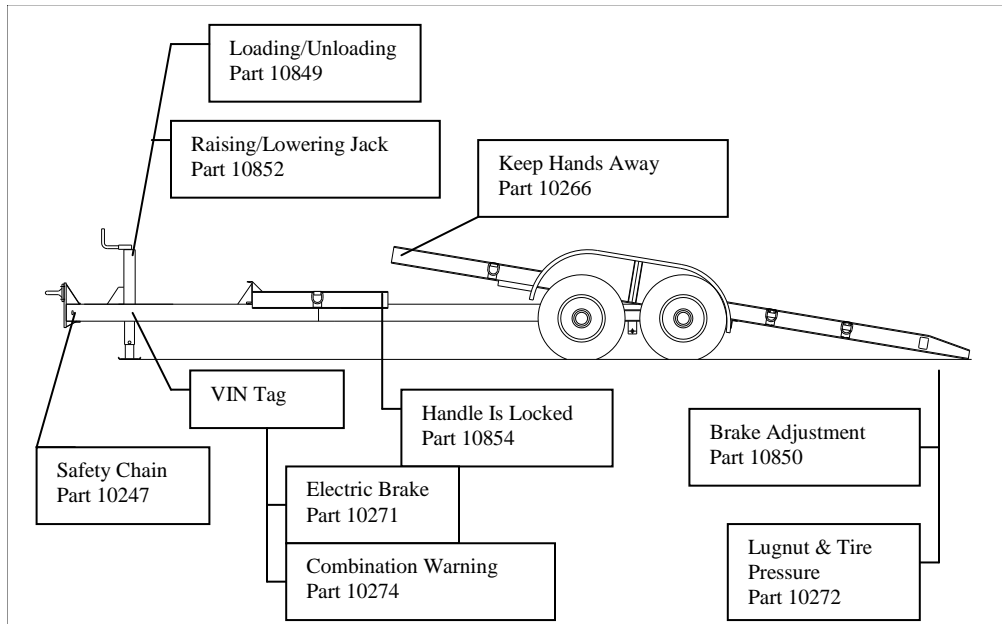 Loading/Unloading
Part 10849
Raising/Lowering Jack
Part 10852
Keep Hands Away
Part 10266
VIN Tag
Handle Is Locked
Part 10854
Brake Adjustment
Part 10850
Safety Chain
Part 10247
Electric Brake
Part 10271
Combination Warning
Part 10274
Lugnut & Tire
Pressure
Part 10272